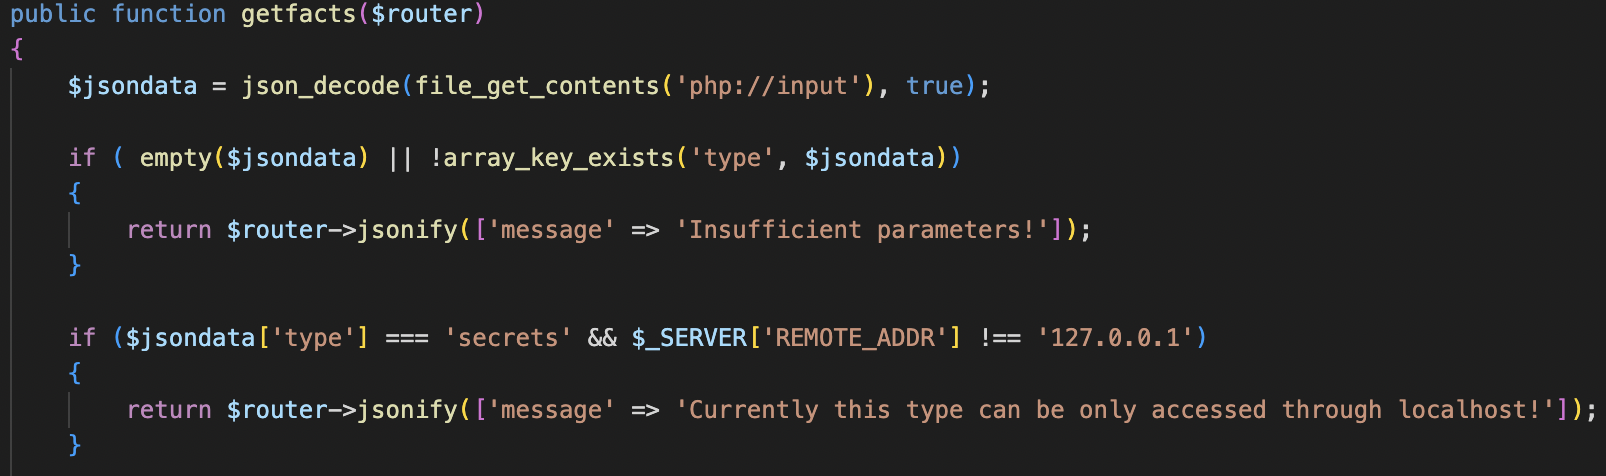 public function getfacts($router)
{
    $jsondata = json_decode(file_get_contents('php://input'), true);
    if ( empty($jsondata) || !array_key_exists('type', $jsondata))
    {
        return $router->jsonify(['message' => 'Insufficient parameters!']);
    }
    if ($jsondata['type'] === 'secrets' && $_SERVER['REMOTE_ADDR'] !== '127.0.0.1')
    {
        return $router->jsonify(['message' => 'Currently this type can be only accessed through localhost!']);
    }